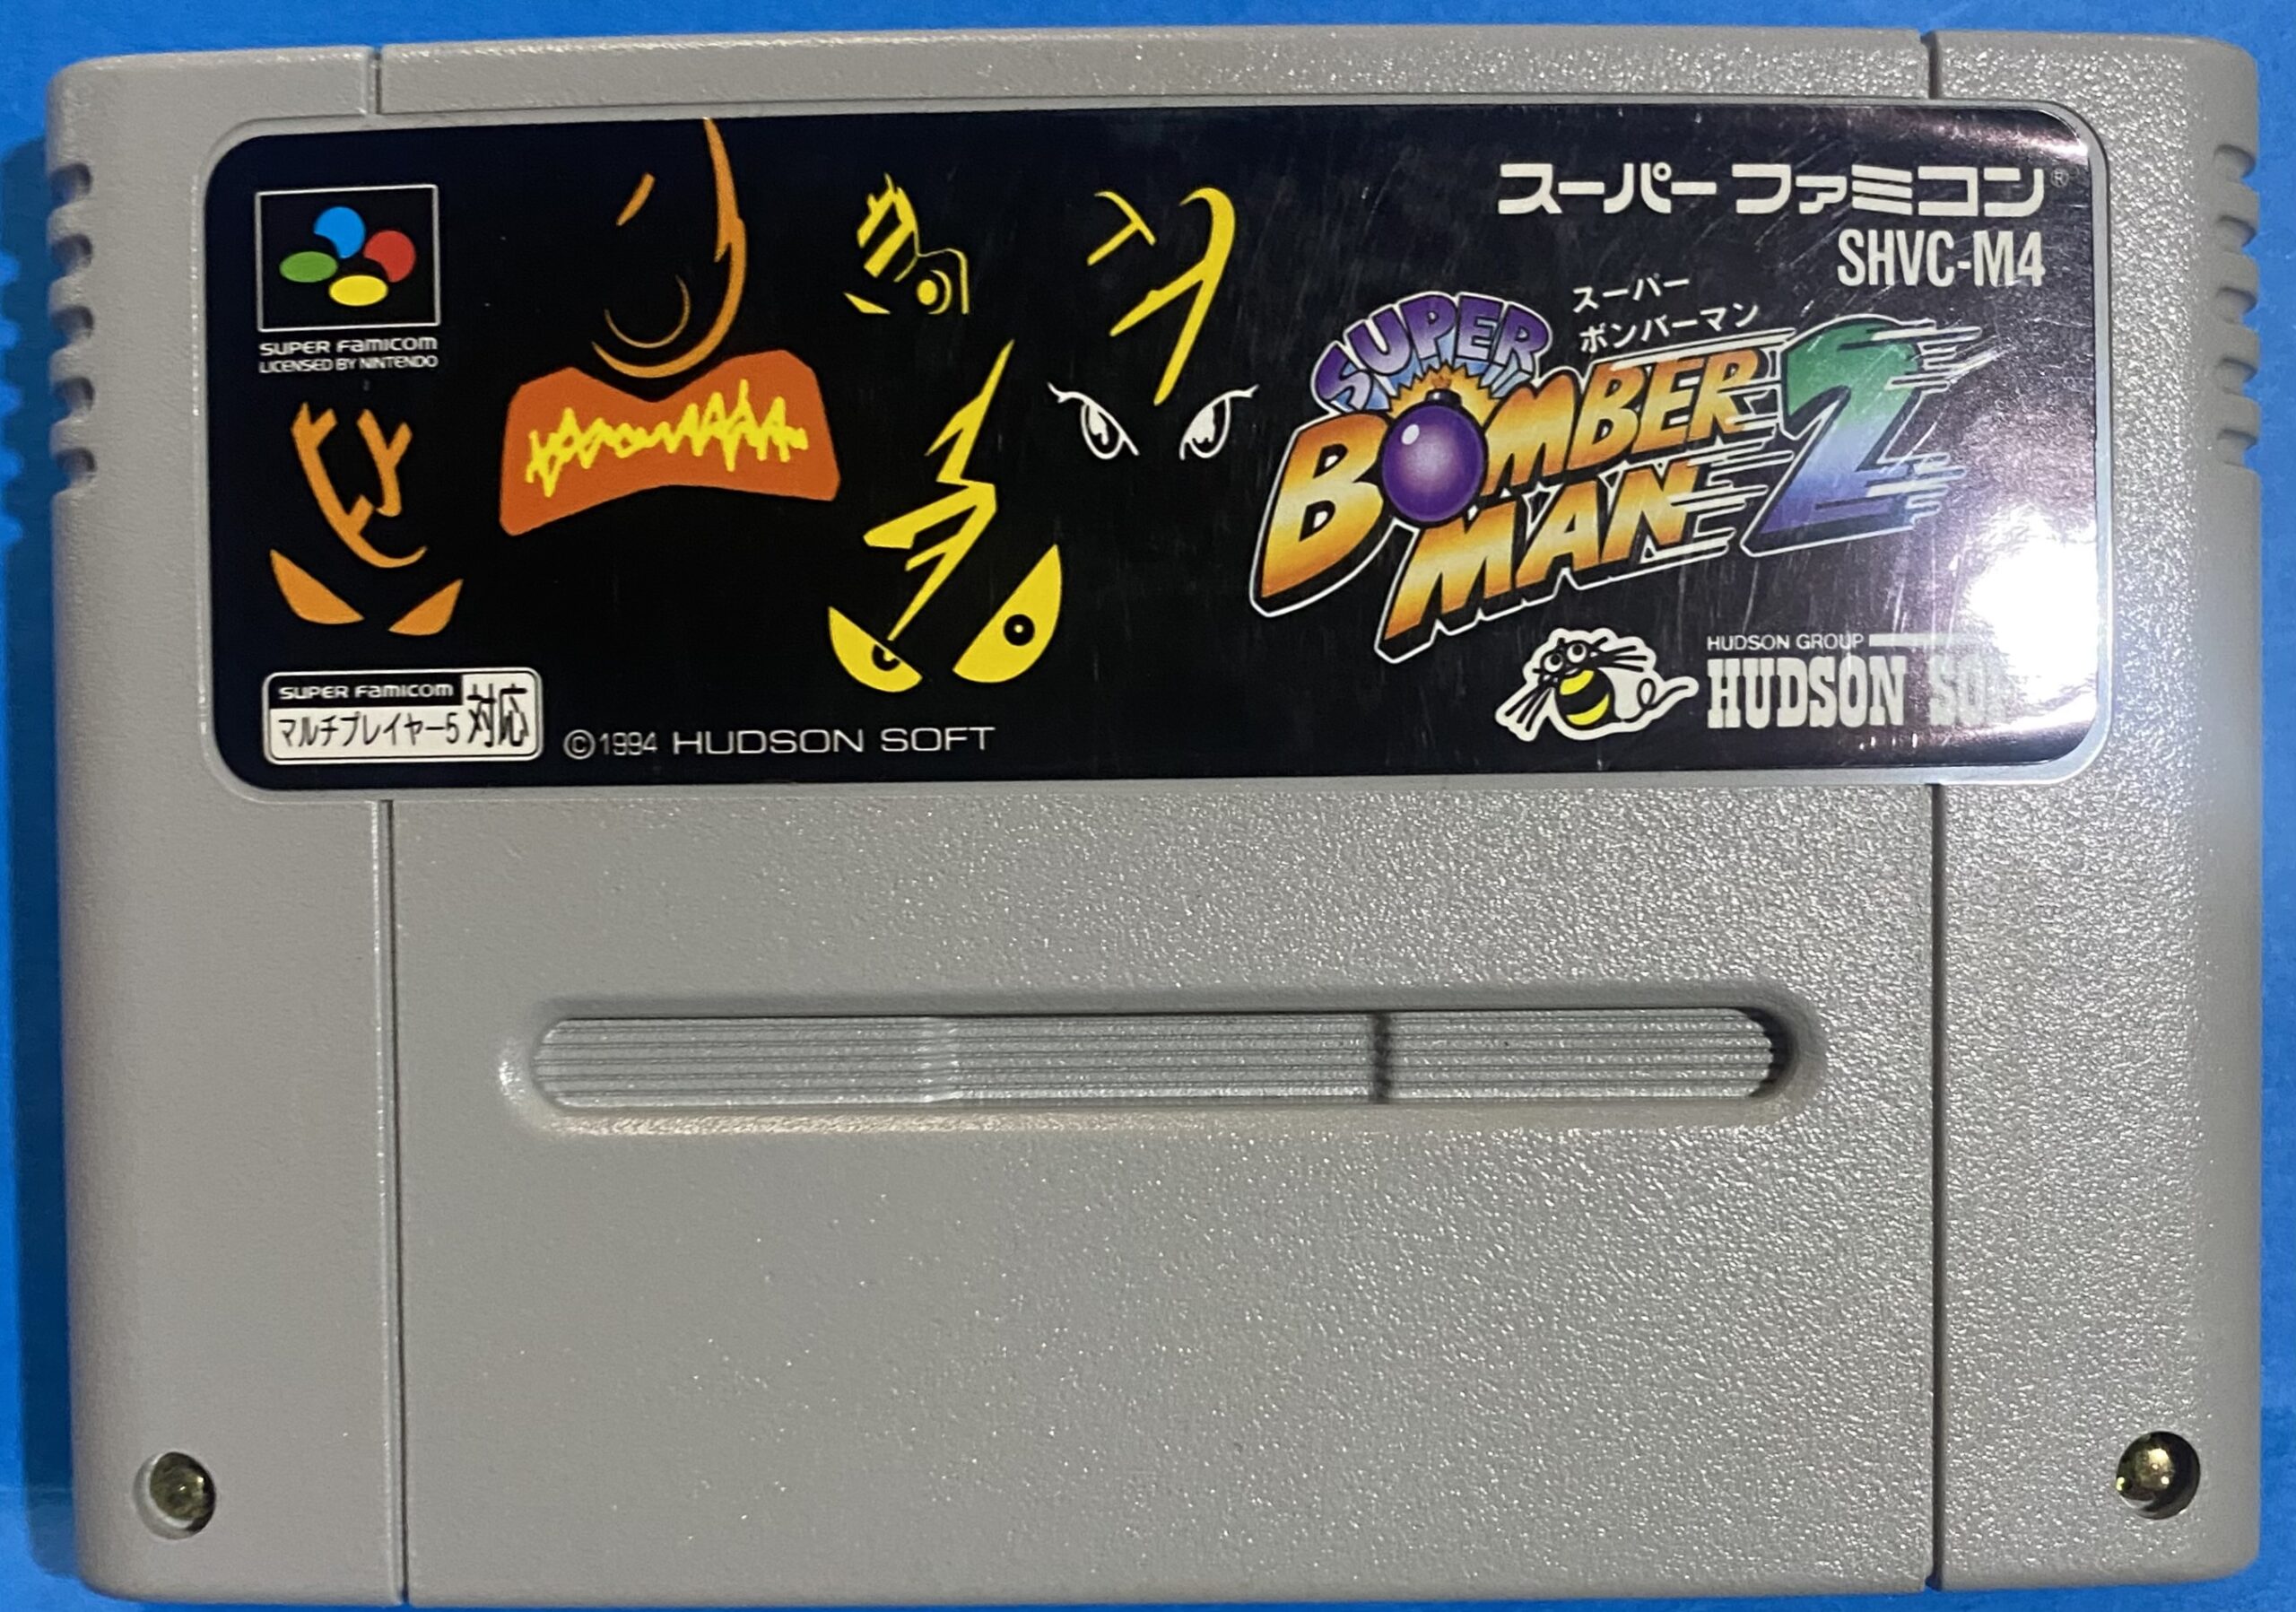 スーパーファミコン®
SHVC-M4
SUPER FAMICOM
LICENSED BY NINTENDO
スーパー
ボンバーマン
SUPER
BOMBER
MAN 2
HUDSON GROUP
HUDSON
SUPER FAMICOM
マルチプレイヤー5 対応
©1994 HUDSON SOFT